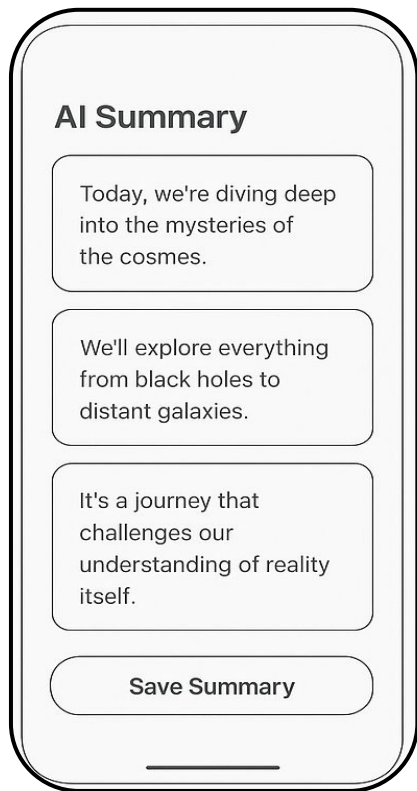 AI Summary
Today, we're diving deep
into the mysteries of
the cosmes.
We'll explore everything
from black holes to
distant galaxies.
It's a journey that
challenges our
understanding of reality
itself.
Save Summary